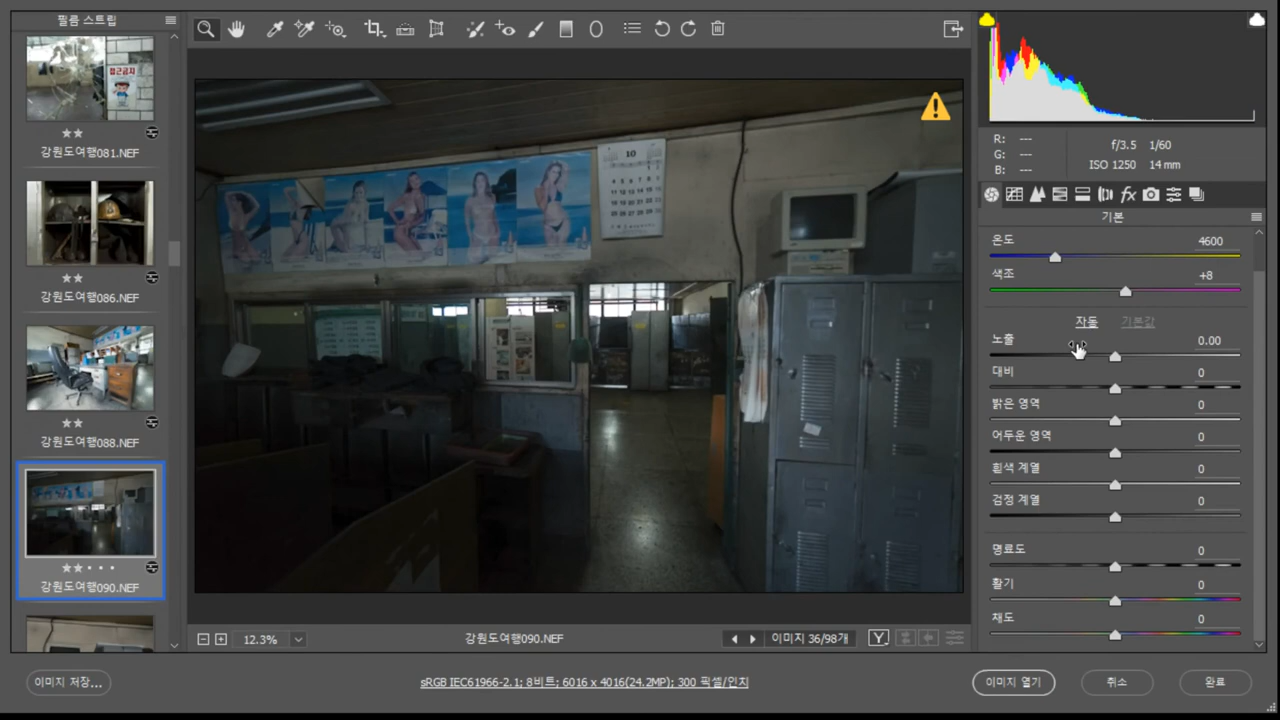 필름 스트립
접근금지
강원도여행081.NEF
강원도여행086.NEF
강원도여행088.NEF
강원도여행090.NEF
10
12.3%
강원도여행090.NEF
이미지 36/98개
Y
R: ---
G: ---
B: ---
f/3.5 1/60
ISO 1250 14 mm
fx
기본
온도 4600
색조 +8
자동 기본값
노출 0.00
대비 0
밝은 영역 0
어두운 영역 0
흰색 계열 0
검정 계열 0
명료도 0
활기 0
채도 0
이미지 저장...
sRGB IEC61966-2.1; 8비트; 6016 x 4016(24.2MP); 300 픽셀/인치
이미지 열기
취소
완료